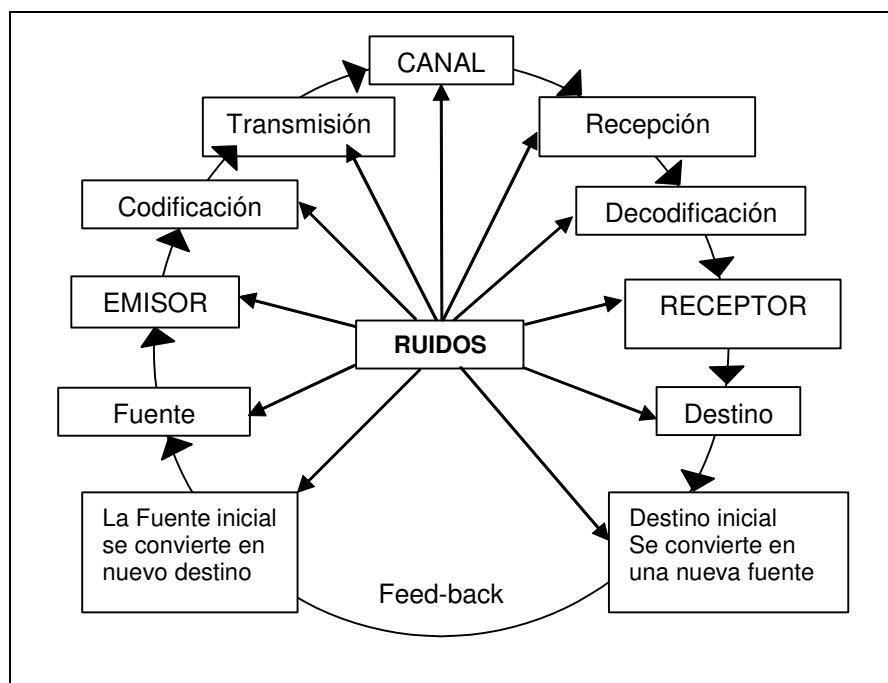 CANAL
Transmisión
Recepción
Codificación
Decodificación
EMISOR
RECEPTOR
RUIDOS
Fuente
Destino
La Fuente inicial
se convierte en
nuevo destino
Destino inicial
Se convierte en
una nueva fuente
Feed-back